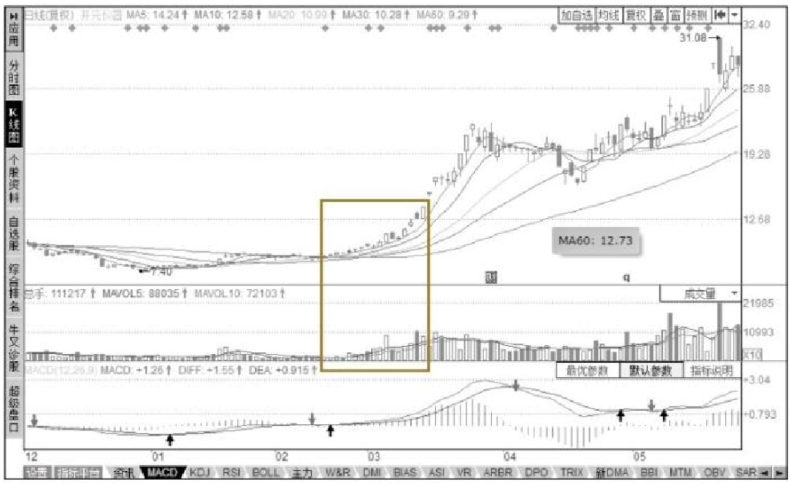 日线(复权) MA5: 14.24↑ MA10: 12.58↑ MA20: 10.99↑ MA30: 10.28↑ MA60: 9.29↑
加自选 均线 复权 叠 预测
应用
分时图
K线图
个股资料
自选股
综合排名
牛叉诊股
超级盘口
32.40
31.08
25.88
19.28
12.68
MA60: 12.73
7.40
q
总手: 111217↑ MAVOL5: 88035↑ MAVOL10: 72103↑
成交量
21985
10993
X10
MACD(12,26,9) MACD: +1.26↑ DIFF: +1.55↑ DEA: +0.915↑
最优参数 默认参数 指标说明
+3.04
+0.793
12 01 02 03 04 05
设置 指标平台 资讯 MACD KDJ RSI BOLL 主力 W&R DMI BIAS ASI VR ARBR DPO TRIX 新DMA BBI MTM OBV SAR